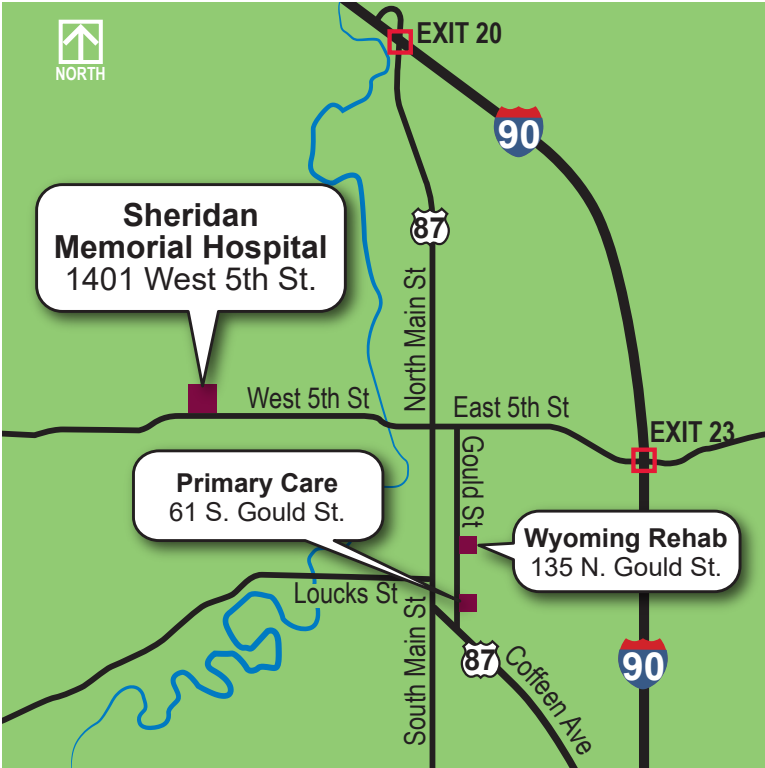 EXIT 20
NORTH
90
Sheridan
Memorial Hospital
1401 West 5th St.
87
North Main St
West 5th St
East 5th St
EXIT 23
Gould St
Primary Care
61 S. Gould St.
Wyoming Rehab
135 N. Gould St.
Loucks St
South Main St
87
Coffeen Ave
90